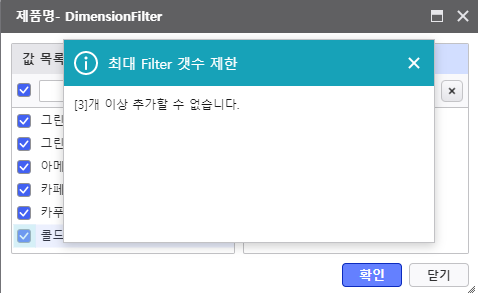 제품명- DimensionFilter
값 목록
최대 Filter 갯수 제한
[3]개 이상 추가할 수 없습니다.
그린
그린
아메
카페
카푸
콜드
확인
닫기